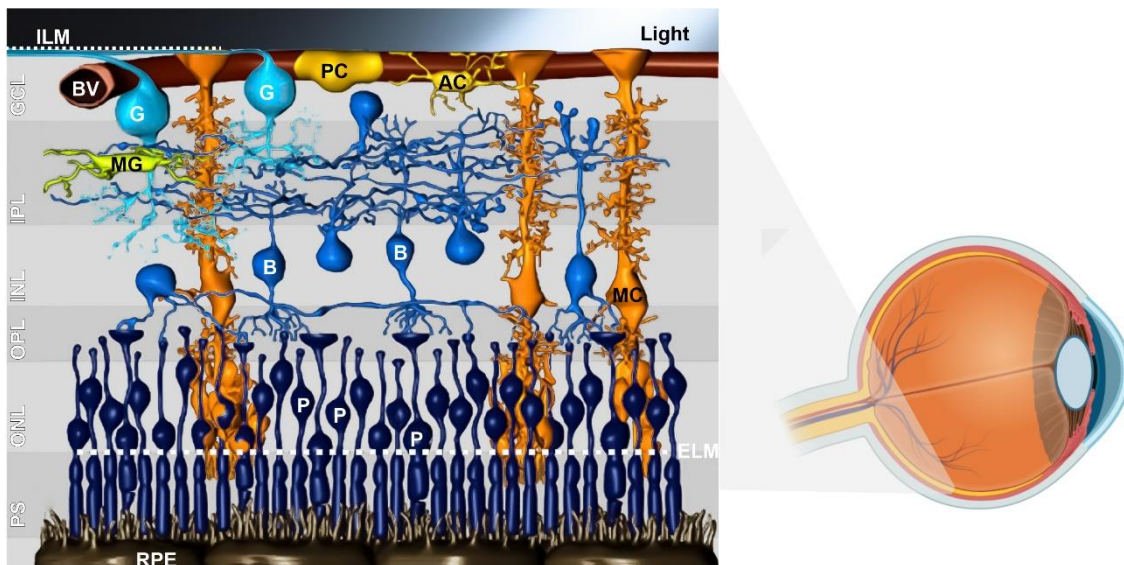 ILM
Light
GCL
BV
G
G
PC
AC
MG
IPL
B
B
INL
MC
OPL
P
P
P
ONL
ELM
PS
RPE